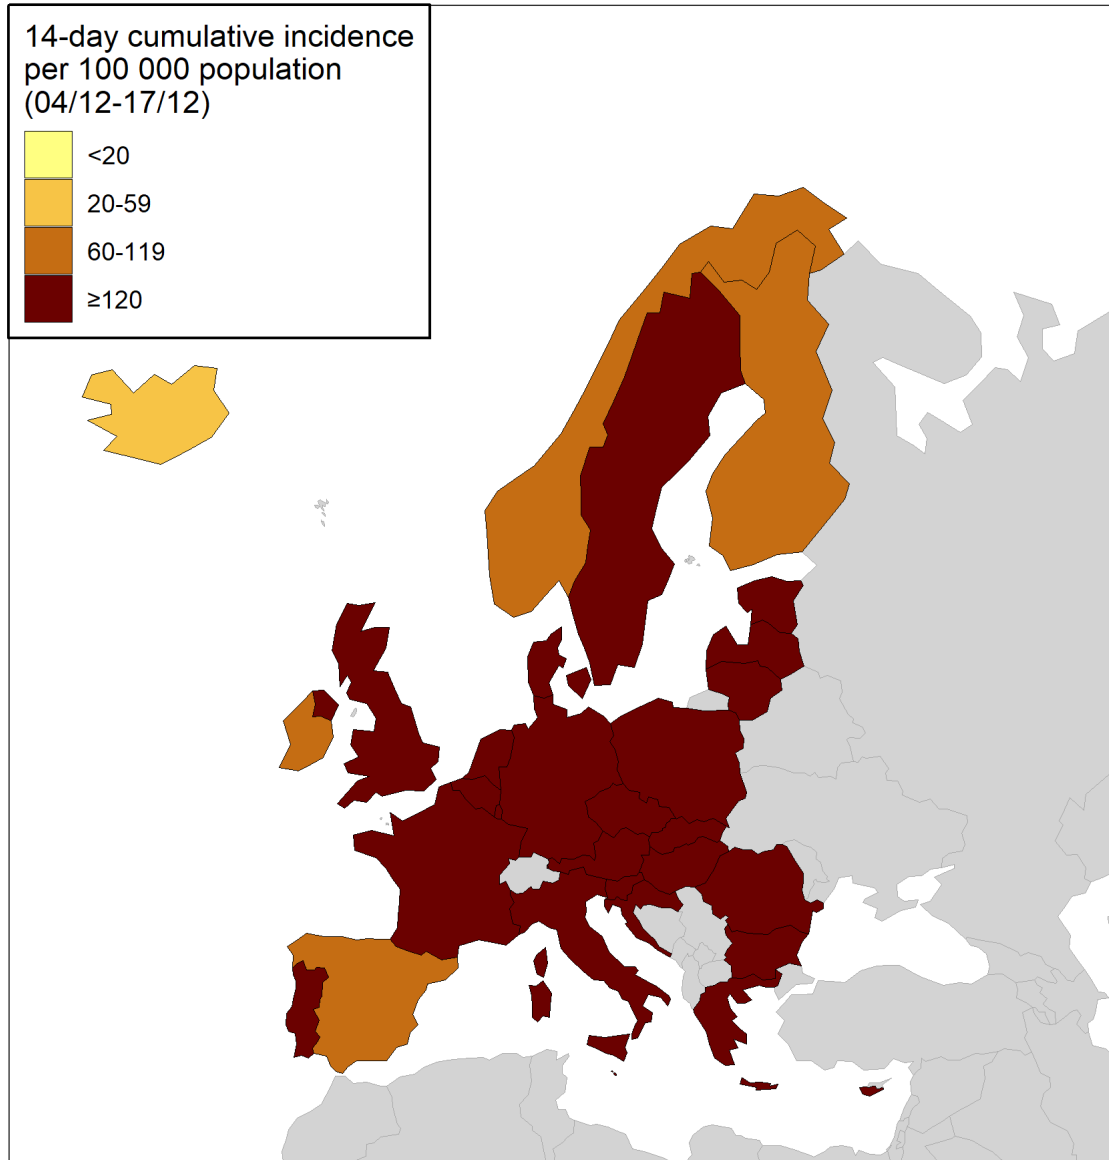 14-day cumulative incidence
per 100 000 population
(04/12-17/12)
<20
20-59
60-119
≥120